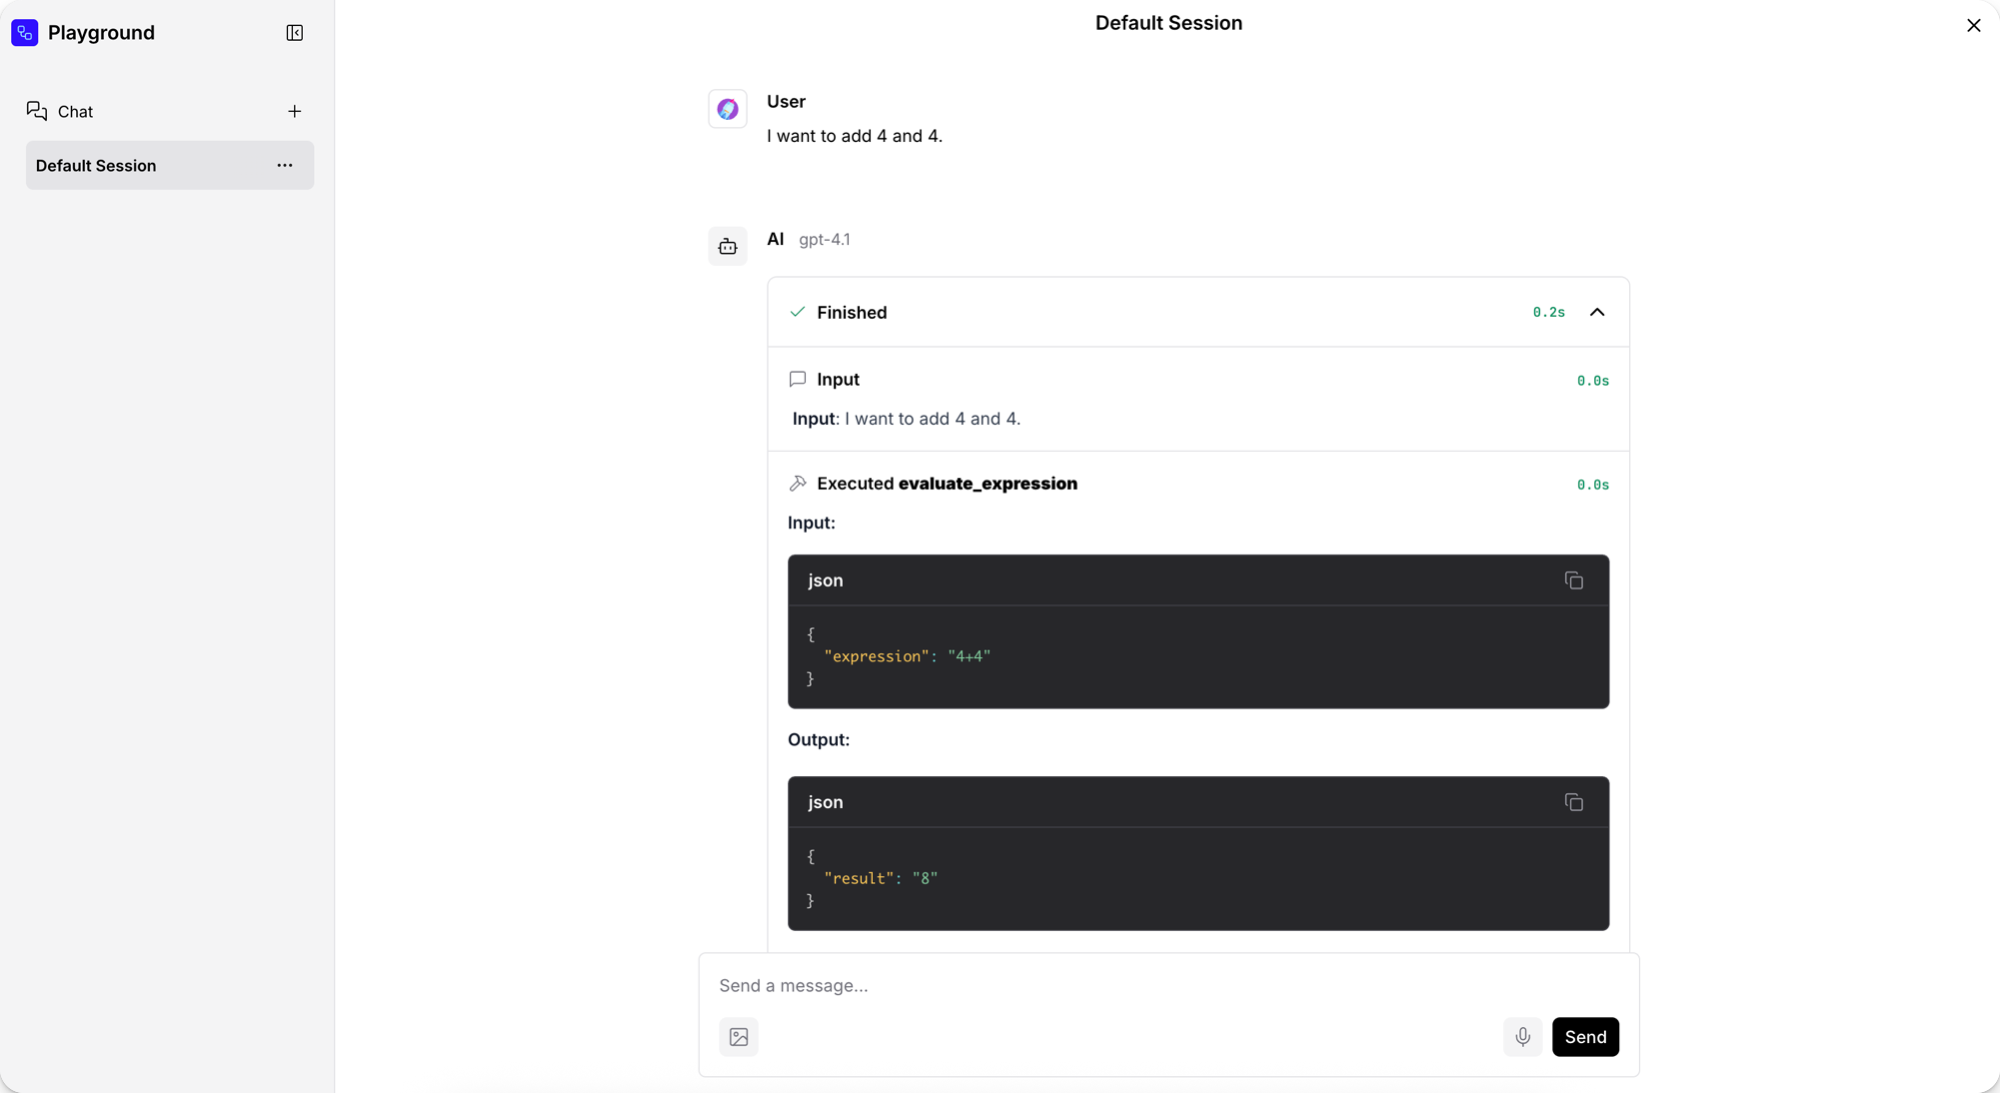 Playground
Default Session
Chat
Default Session
User
I want to add 4 and 4.
AI gpt-4.1
Finished 0.2s
Input 0.0s
Input: I want to add 4 and 4.
Executed evaluate_expression 0.0s
Input:
json
{
"expression": "4+4"
}
Output:
json
{
"result": "8"
}
Send a message...
Send